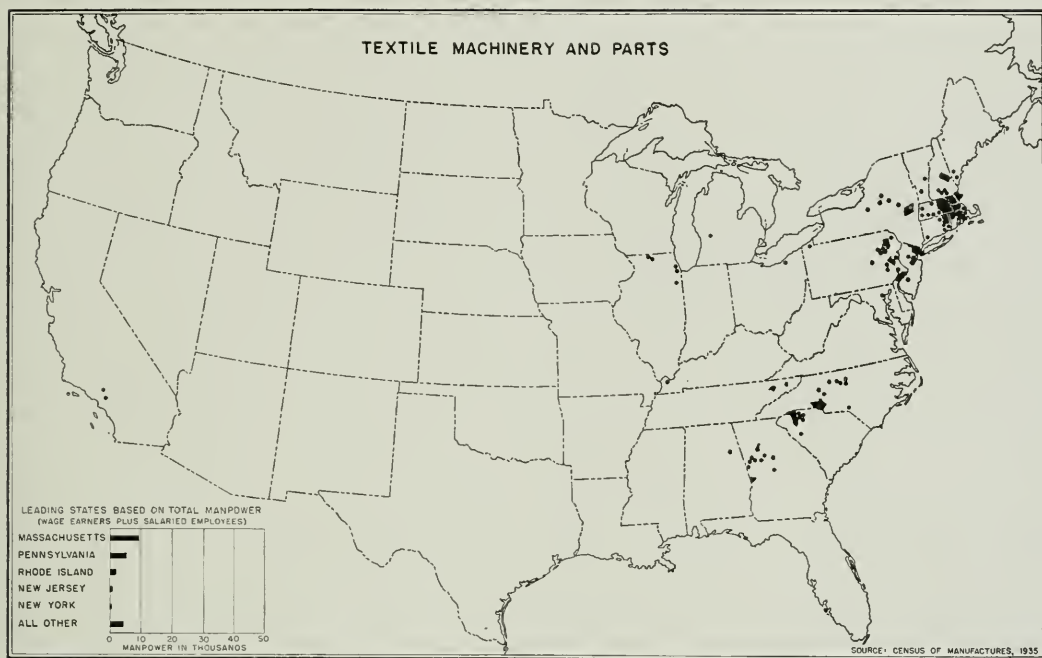 TEXTILE MACHINERY AND PARTS
LEADING STATES BASED ON TOTAL MANPOWER
(WAGE EARNERS PLUS SALARIED EMPLOYEES)
MASSACHUSETTS
PENNSYLVANIA
RHODE ISLAND
NEW JERSEY
NEW YORK
ALL OTHER
0 10 20 30 40 50
MANPOWER IN THOUSANDS
SOURCE: CENSUS OF MANUFACTURES, 1935